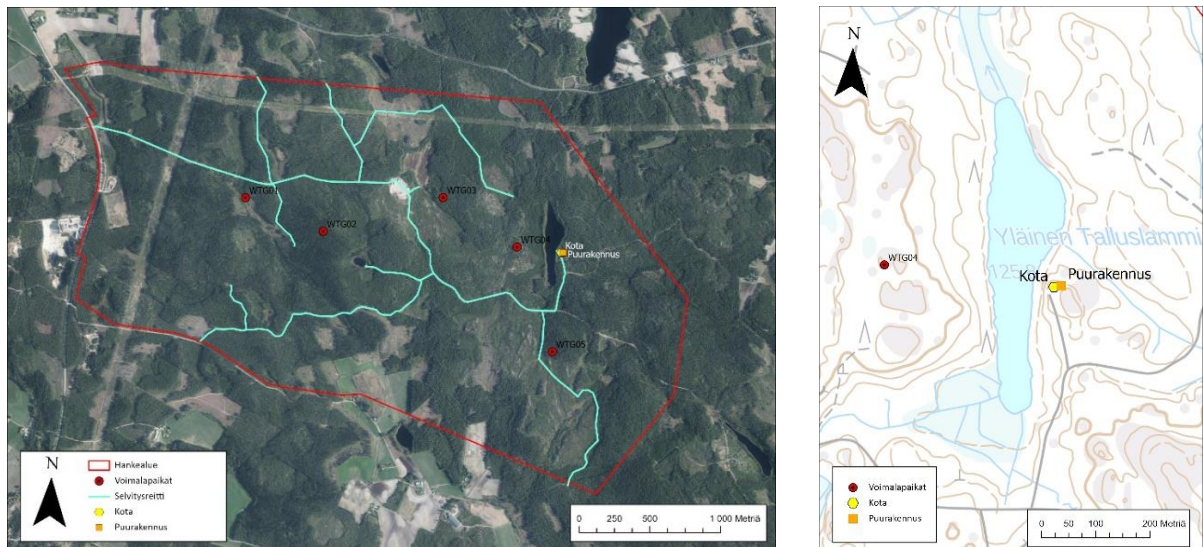 WTG01
WTG02
WTG03
WTG04
Kota
Puurakennus
WTG05
N
Hankealue
Voimalapaikat
Selvitysreitti
Kota
Puurakennus
0 250 500 1 000 Metriä
N
WTG04
Yläinen Talluslammi
Kota
Puurakennus
Voimalapaikat
Kota
Puurakennus
0 50 100 200 Metriä